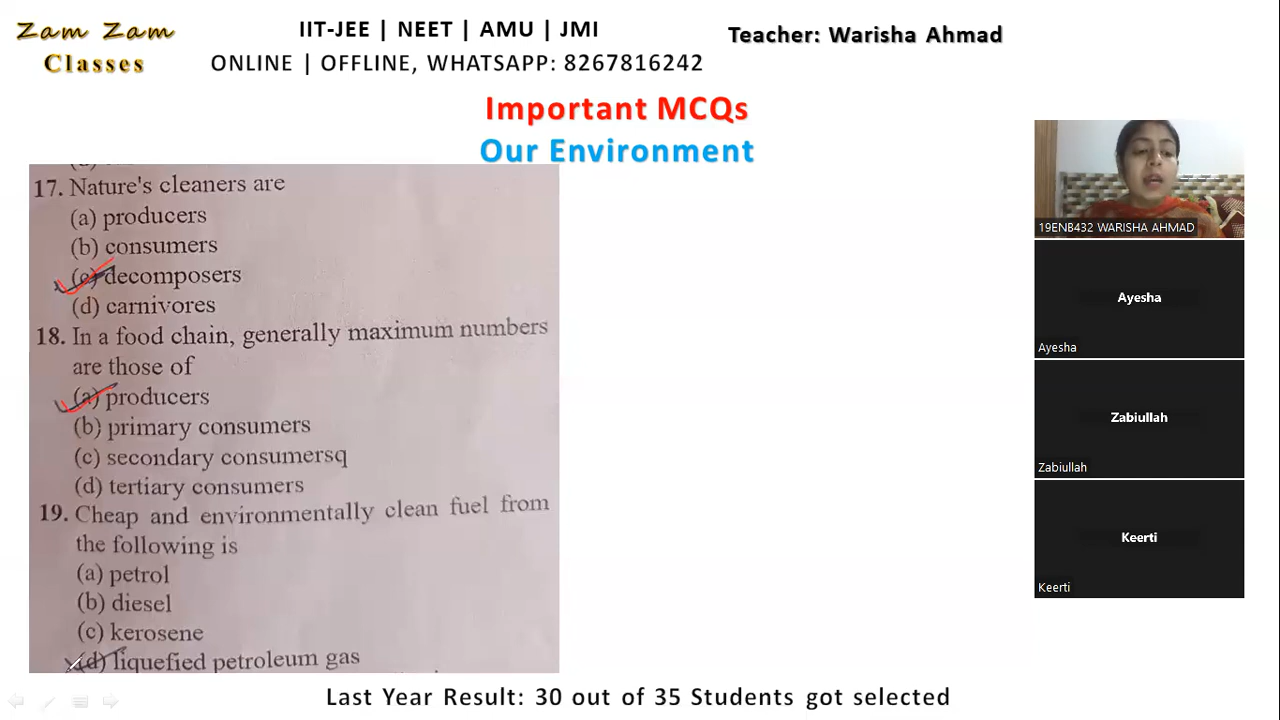 Zam Zam
Classes
IIT-JEE | NEET | AMU | JMI
ONLINE | OFFLINE, WHATSAPP: 8267816242
Teacher: Warisha Ahmad
Important MCQs
Our Environment
17. Nature's cleaners are
(a) producers
(b) consumers
(c) decomposers
(d) carnivores
18. In a food chain, generally maximum numbers
are those of
(a) producers
(b) primary consumers
(c) secondary consumersq
(d) tertiary consumers
19. Cheap and environmentally clean fuel from
the following is
(a) petrol
(b) diesel
(c) kerosene
(d) liquefied petroleum gas
19ENB432 WARISHA AHMAD
Ayesha
Ayesha
Zabiullah
Zabiullah
Keerti
Keerti
Last Year Result: 30 out of 35 Students got selected